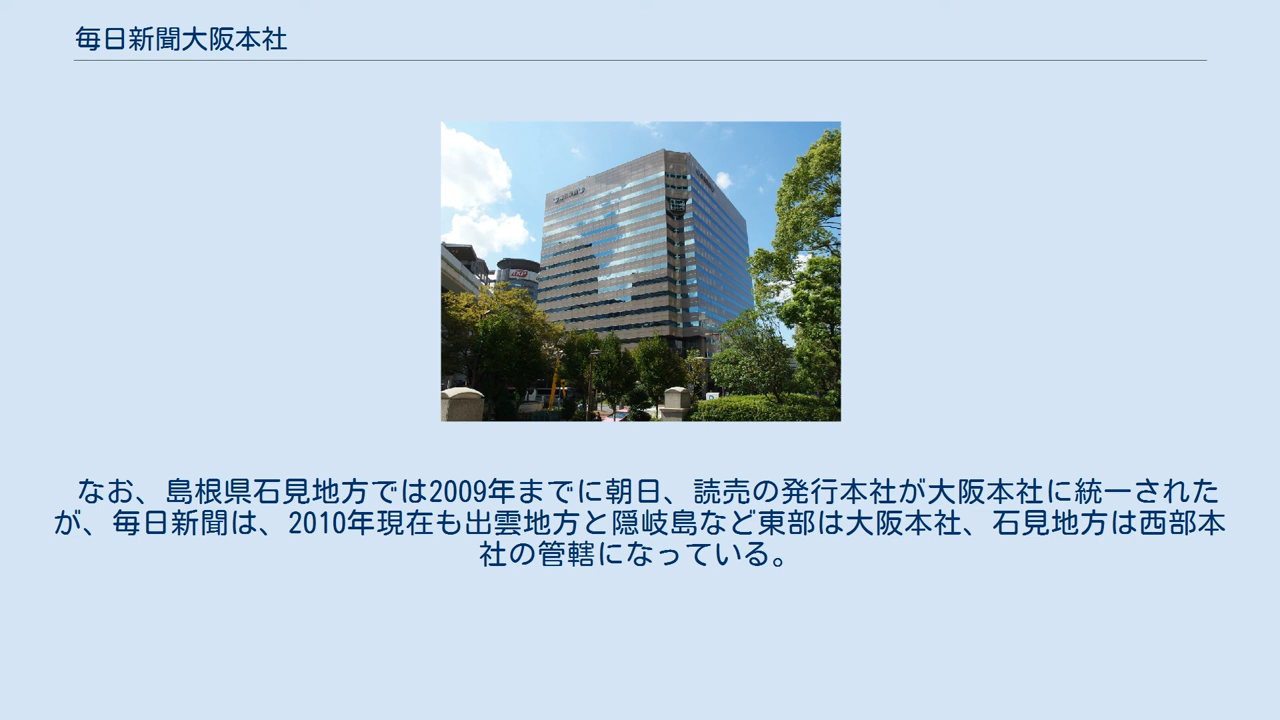 毎日新聞大阪本社
なお、島根県石見地方では2009年までに朝日、読売の発行本社が大阪本社に統一された
が、毎日新聞は、2010年現在も出雲地方と隠岐島など東部は大阪本社、石見地方は西部本
社の管轄になっている。